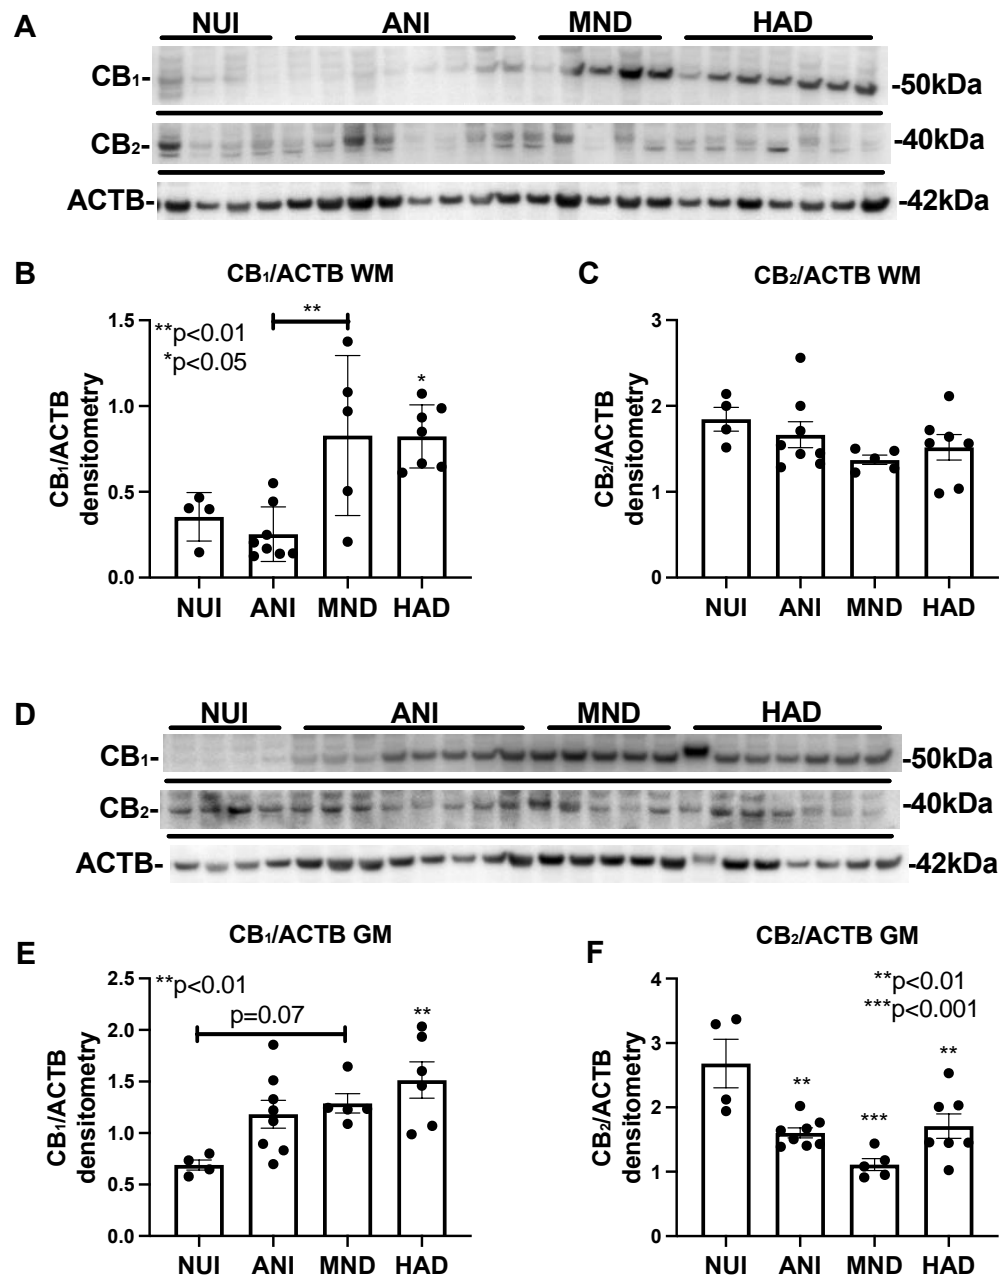 A NUI ANI MND HAD
CB₁- -50kDa
CB₂- -40kDa
ACTB- -42kDa
B CB₁/ACTB WM
**p<0.01
*p<0.05
**
*
CB₁/ACTB
densitometry
1.5
1.0
0.5
0.0
NUI ANI MND HAD
C CB₂/ACTB WM
CB₂/ACTB
densitometry
3
2
1
0
NUI ANI MND HAD
D NUI ANI MND HAD
CB₁- -50kDa
CB₂- -40kDa
ACTB- -42kDa
E CB₁/ACTB GM
**p<0.01
p=0.07
**
CB₁/ACTB
densitometry
2.5
2.0
1.5
1.0
0.5
0.0
NUI ANI MND HAD
F CB₂/ACTB GM
**p<0.01
***p<0.001
**
***
**
CB₂/ACTB
densitometry
4
3
2
1
0
NUI ANI MND HAD